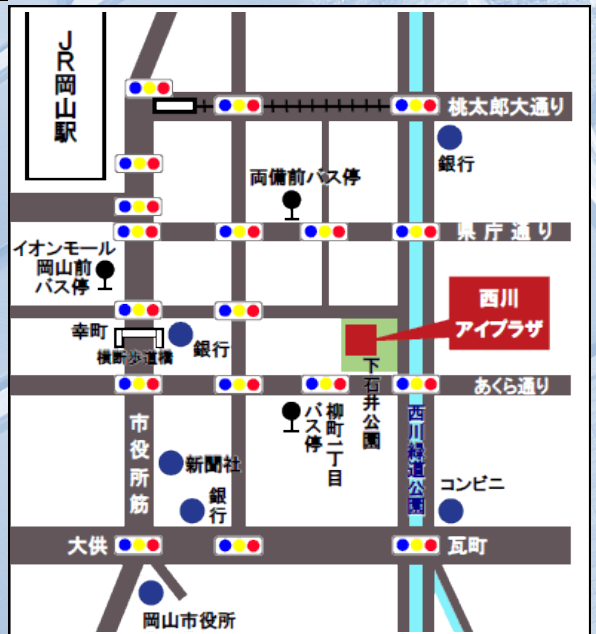 JR岡山駅
桃太郎大通り
銀行
両備前バス停
県庁通り
イオンモール
岡山前
バス停
西川
アイプラザ
幸町
横断歩道橋
銀行
下石井公園
あくら通り
市役所筋
バス停
柳町一丁目
西川緑道公園
新聞社
銀行
コンビニ
大供
瓦町
岡山市役所